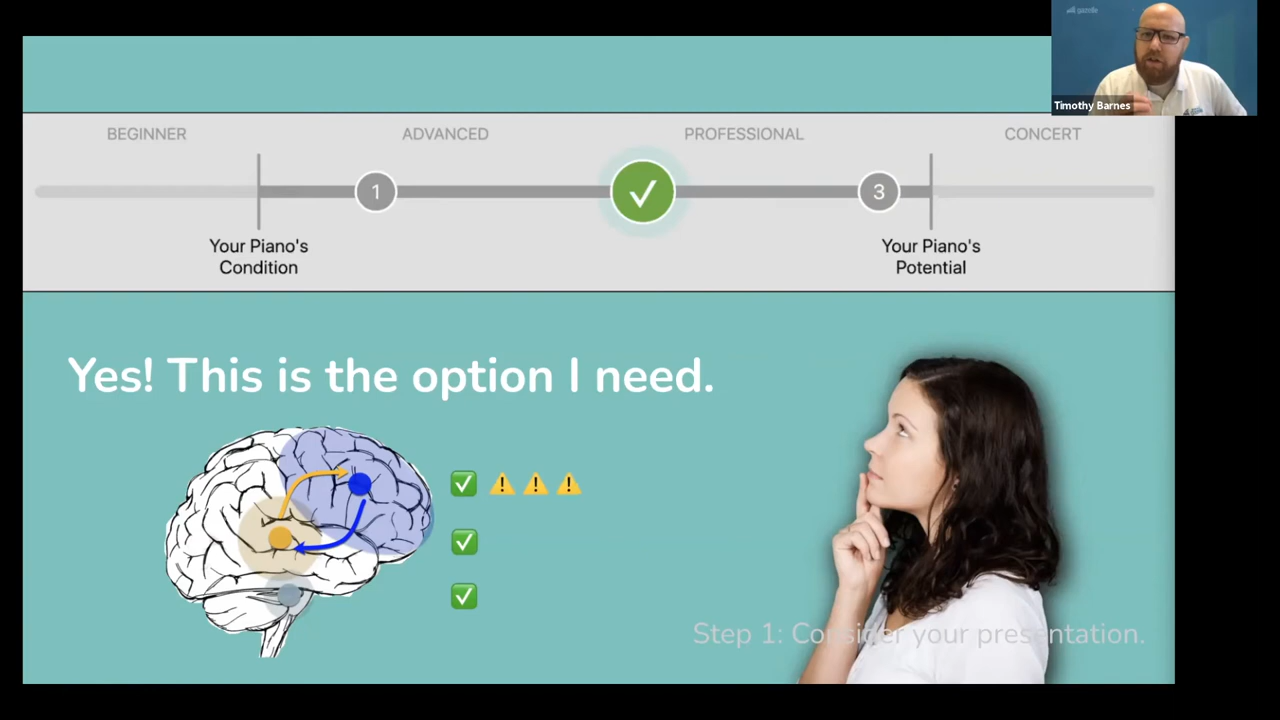 gazelle
Timothy Barnes
BEGINNER
ADVANCED
PROFESSIONAL
CONCERT
1
3
Your Piano's
Condition
Your Piano's
Potential
Yes! This is the option I need.
Step 1: Consider your presentation.